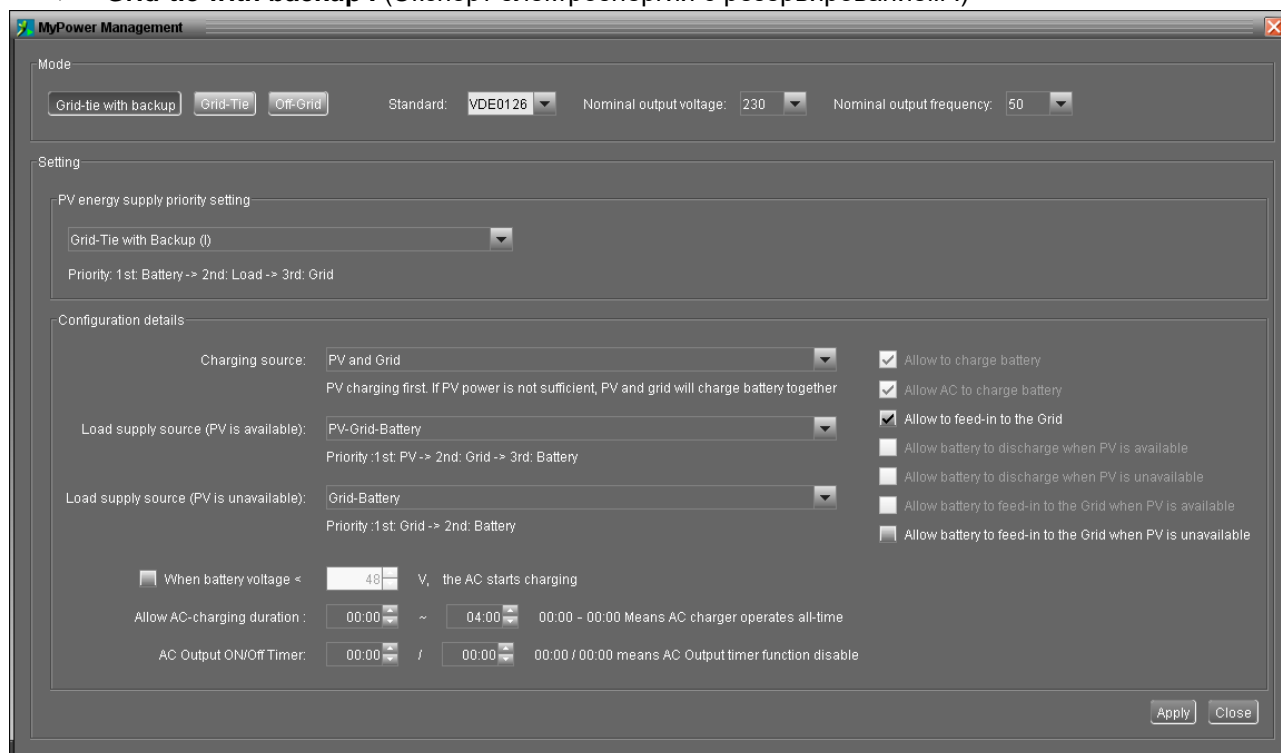 Grid-tie with backup I (Экспорт электроэнергии с резервированием I)
MyPower Management
Mode
Grid-tie with backup Grid-Tie Off-Grid Standard: VDE0126 Nominal output voltage: 230 Nominal output frequency: 50
Setting
PV energy supply priority setting
Grid-Tie with Backup (I)
Priority: 1st: Battery -> 2nd: Load -> 3rd: Grid
Configuration details
Charging source: PV and Grid
PV charging first. If PV power is not sufficient, PV and grid will charge battery together
Load supply source (PV is available): PV-Grid-Battery
Priority :1st: PV -> 2nd: Grid -> 3rd: Battery
Load supply source (PV is unavailable): Grid-Battery
Priority :1st: Grid -> 2nd: Battery
Allow to charge battery
Allow AC to charge battery
Allow to feed-in to the Grid
Allow battery to discharge when PV is available
Allow battery to discharge when PV is unavailable
Allow battery to feed-in to the Grid when PV is available
Allow battery to feed-in to the Grid when PV is unavailable
When battery voltage < 48 V, the AC starts charging
Allow AC-charging duration : 00:00 ~ 04:00 00:00 - 00:00 Means AC charger operates all-time
AC Output ON/Off Timer: 00:00 / 00:00 00:00 / 00:00 means AC Output timer function disable
Apply Close